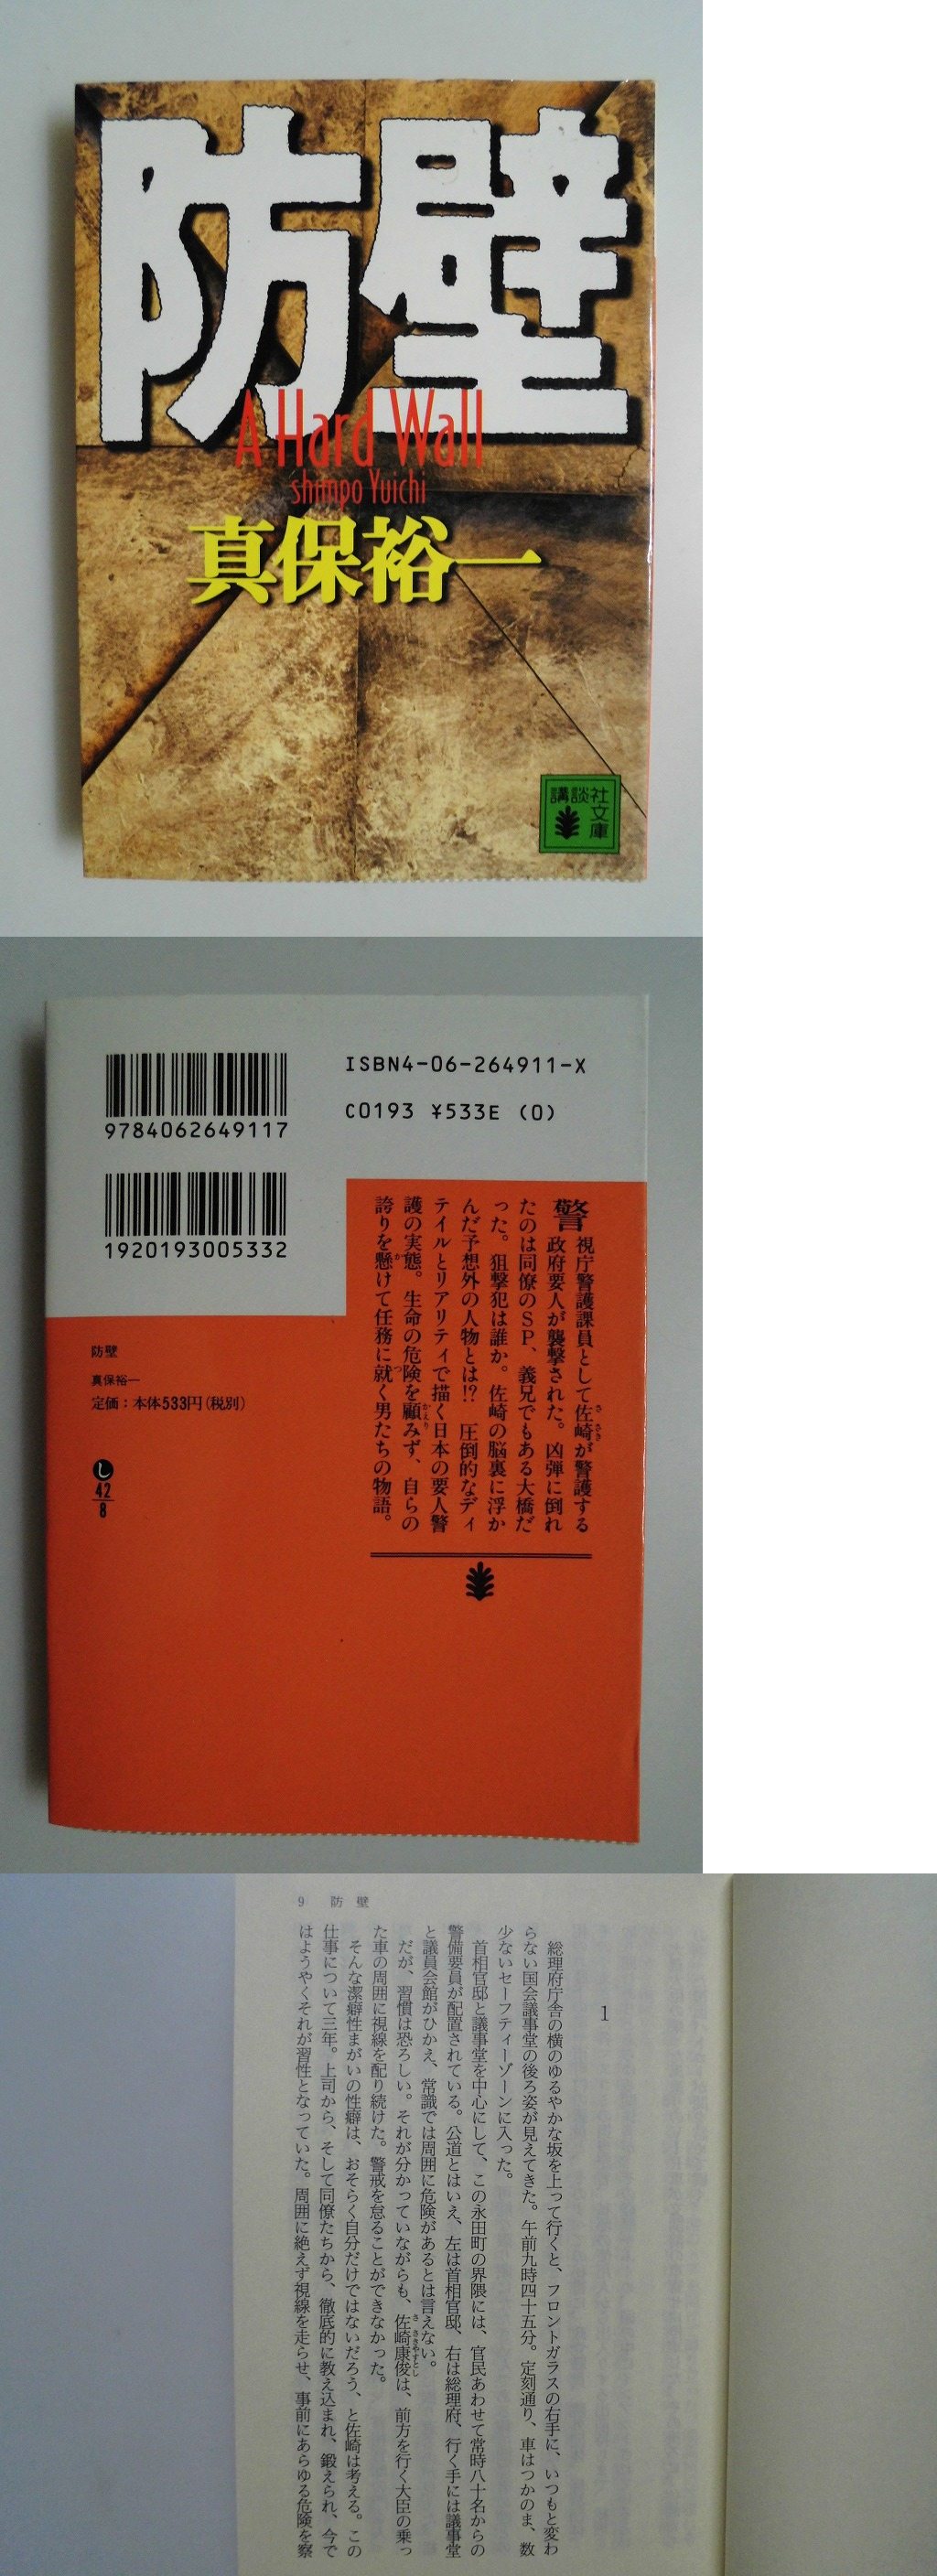 防壁
A Hard Wall
shimpo Yuichi
真保裕一
講談社
文庫
ISBN4-06-264911-X
C0193 ¥533E (0)
9784062649117
1920193005332
警視庁警護課員として佐崎が警護する
政府要人が襲撃された。凶弾に倒れ
たのは同僚のSP、義兄でもある大橋だ
った。狙撃犯は誰か。佐崎の脳裏に浮か
んだ予想外の人物とは!? 圧倒的なディ
テイルとリアリティで描く日本の要人警
護の実態。生命の危険を顧みず、自らの
誇りを懸けて任務に就く男たちの物語。
防壁
真保裕一
定価:本体533円(税別)
し
42
8
9 防壁
1
総理府庁舎の横のゆるやかな坂を上って行くと、フロントガラスの右手に、いつもと変わ
らない国会議事堂の後ろ姿が見えてきた。午前九時四十五分。定刻通り、車はつかのま、数
少ないセーフティーゾーンに入った。
首相官邸と議事堂を中心にして、この永田町の界隈には、官民あわせて常時八十名からの
警備要員が配置されている。公道とはいえ、左は首相官邸、右は総理府、行く手には議事堂
と議員会館がひかえ、常識では周囲に危険があるとは言えない。
だが、習慣は恐ろしい。それが分かっていながらも、佐崎康俊は、前方を行く大臣の乗っ
た車の周囲に視線を配り続けた。警戒を怠ることができなかった。
そんな潔癖性まがいの性癖は、おそらく自分だけではないだろう、と佐崎は考える。この
仕事について三年。上司から、そして同僚たちから、徹底的に教え込まれ、鍛えられ、今で
はようやくそれが習性となっていた。周囲に絶えず視線を走らせ、事前にあらゆる危険を察